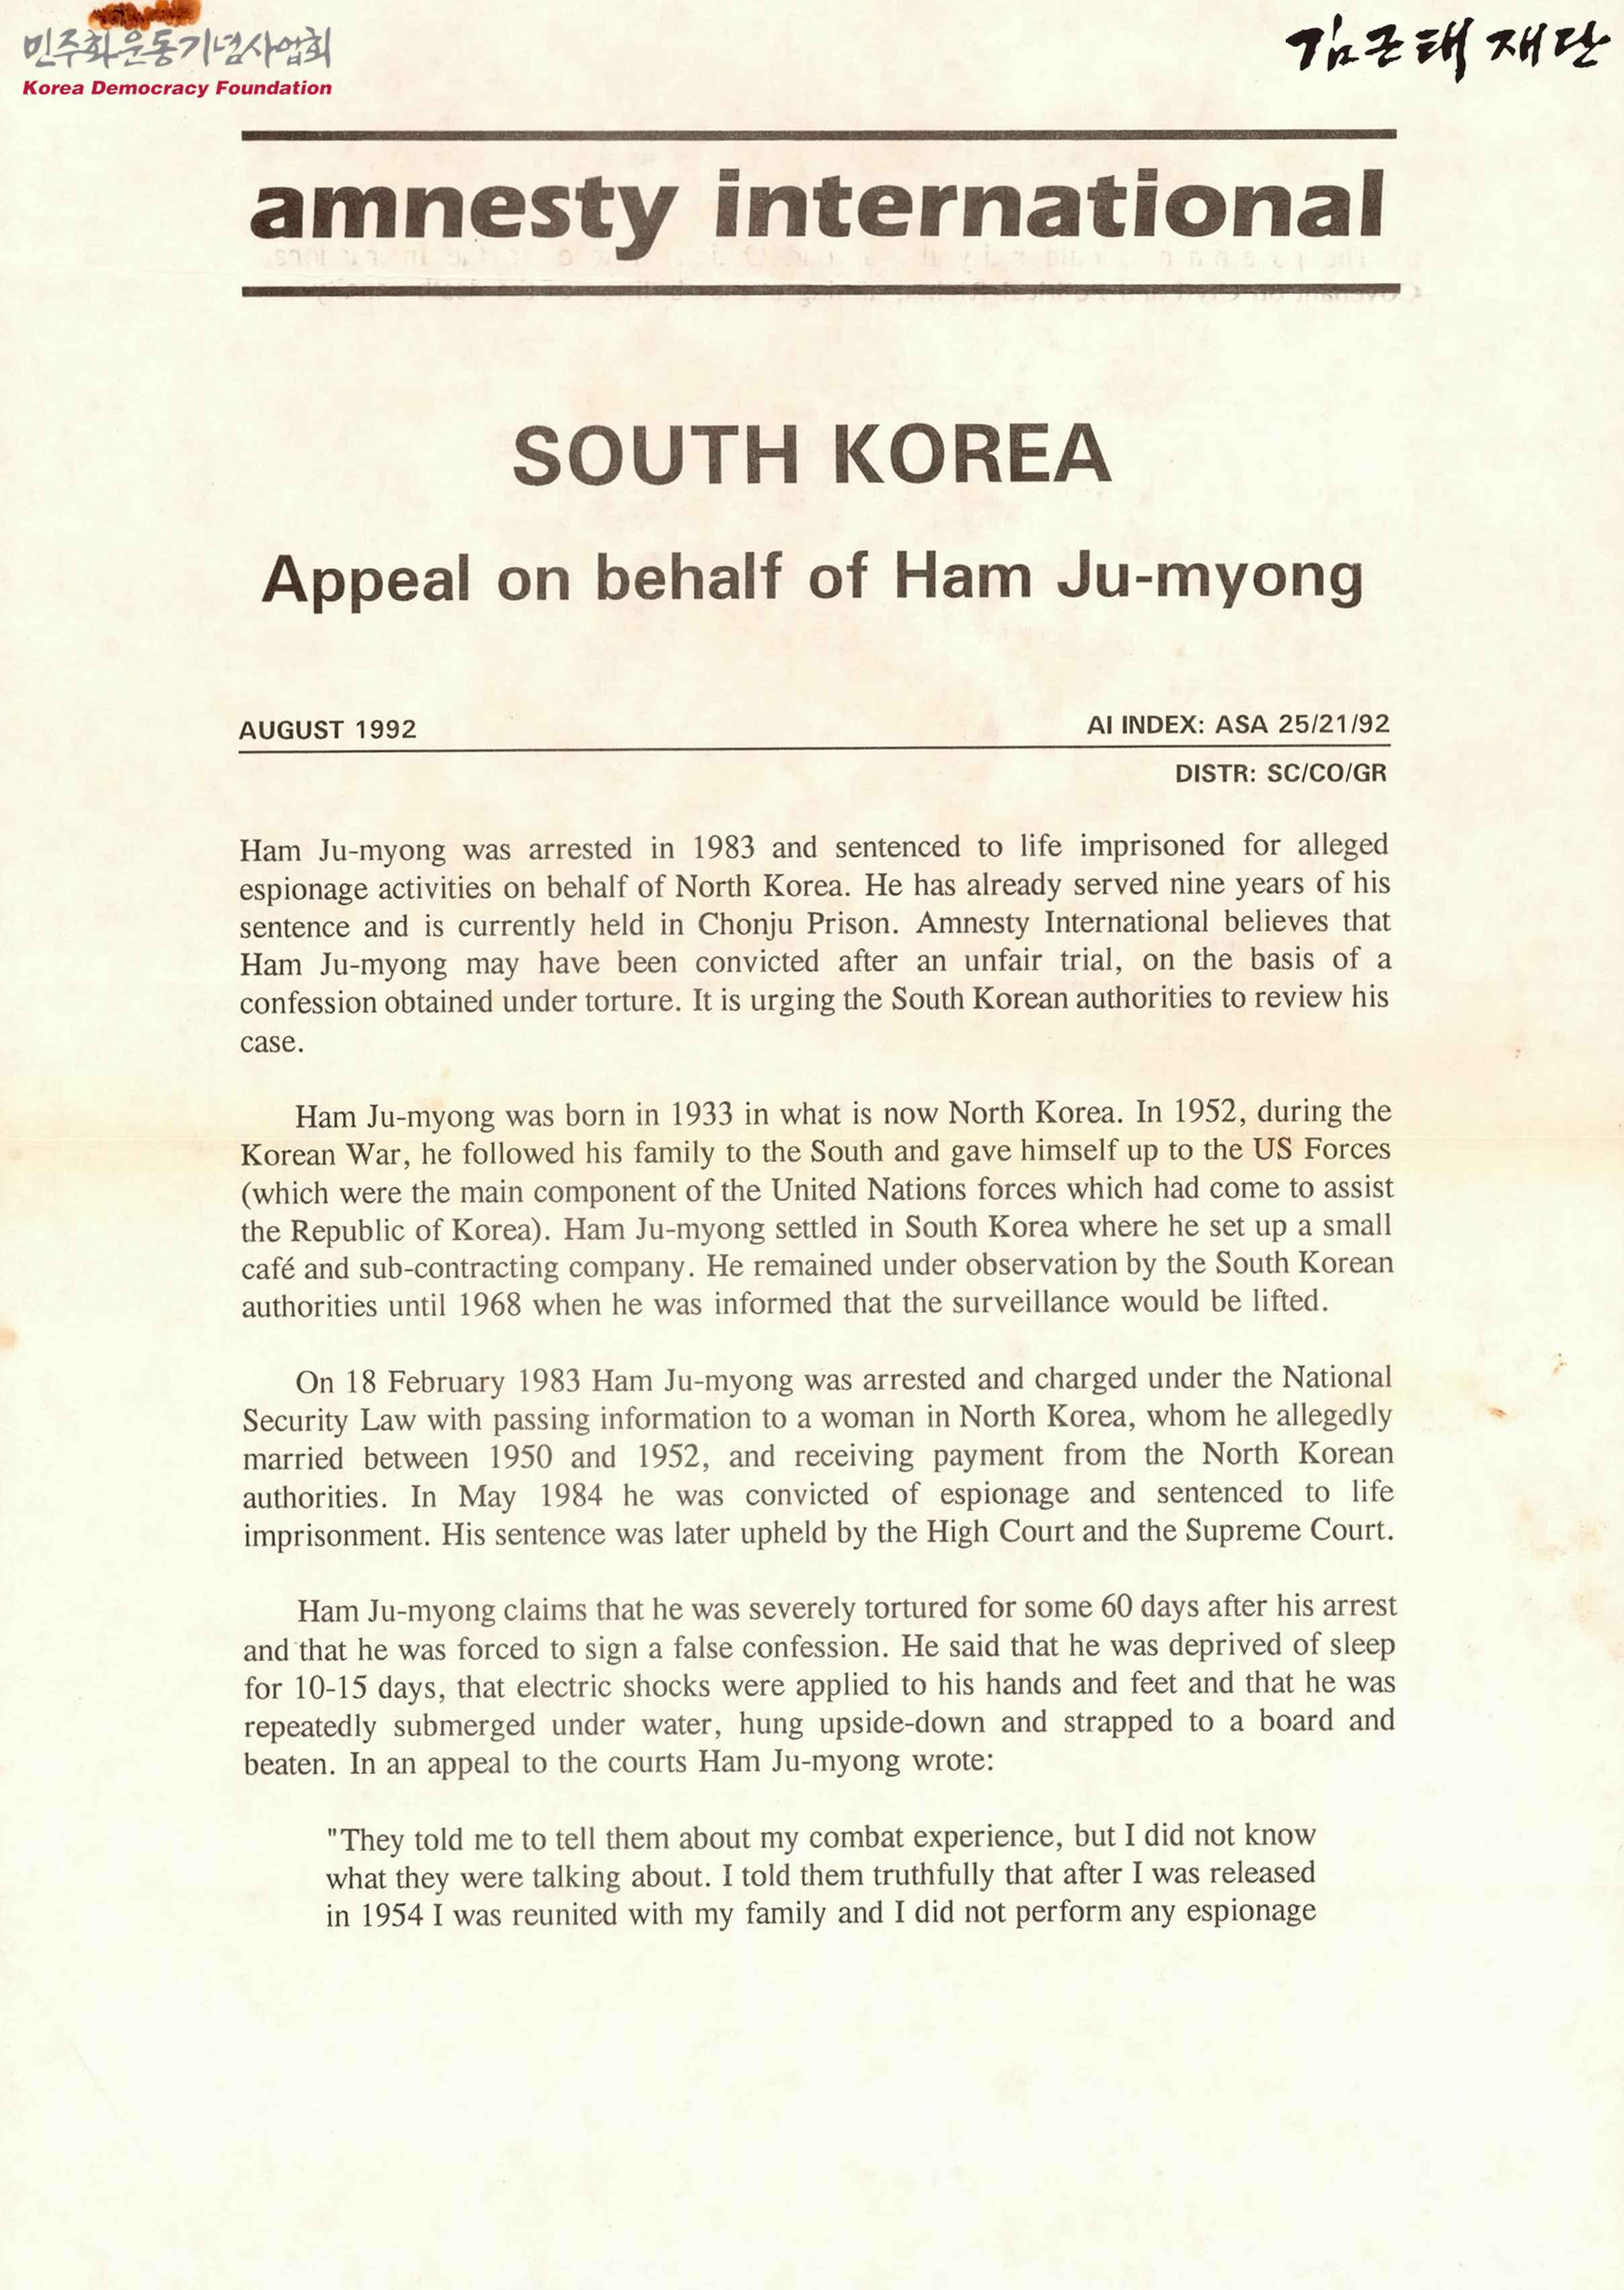 민주화운동기념사업회
Korea Democracy Foundation
김근태 재단
amnesty international
SOUTH KOREA
Appeal on behalf of Ham Ju-myong
AUGUST 1992
AI INDEX: ASA 25/21/92
DISTR: SC/CO/GR
Ham Ju-myong was arrested in 1983 and sentenced to life imprisoned for alleged
espionage activities on behalf of North Korea. He has already served nine years of his
sentence and is currently held in Chonju Prison. Amnesty International believes that
Ham Ju-myong may have been convicted after an unfair trial, on the basis of a
confession obtained under torture. It is urging the South Korean authorities to review his
case.
Ham Ju-myong was born in 1933 in what is now North Korea. In 1952, during the
Korean War, he followed his family to the South and gave himself up to the US Forces
(which were the main component of the United Nations forces which had come to assist
the Republic of Korea). Ham Ju-myong settled in South Korea where he set up a small
café and sub-contracting company. He remained under observation by the South Korean
authorities until 1968 when he was informed that the surveillance would be lifted.
On 18 February 1983 Ham Ju-myong was arrested and charged under the National
Security Law with passing information to a woman in North Korea, whom he allegedly
married between 1950 and 1952, and receiving payment from the North Korean
authorities. In May 1984 he was convicted of espionage and sentenced to life
imprisonment. His sentence was later upheld by the High Court and the Supreme Court.
Ham Ju-myong claims that he was severely tortured for some 60 days after his arrest
and that he was forced to sign a false confession. He said that he was deprived of sleep
for 10-15 days, that electric shocks were applied to his hands and feet and that he was
repeatedly submerged under water, hung upside-down and strapped to a board and
beaten. In an appeal to the courts Ham Ju-myong wrote:
"They told me to tell them about my combat experience, but I did not know
what they were talking about. I told them truthfully that after I was released
in 1954 I was reunited with my family and I did not perform any espionage